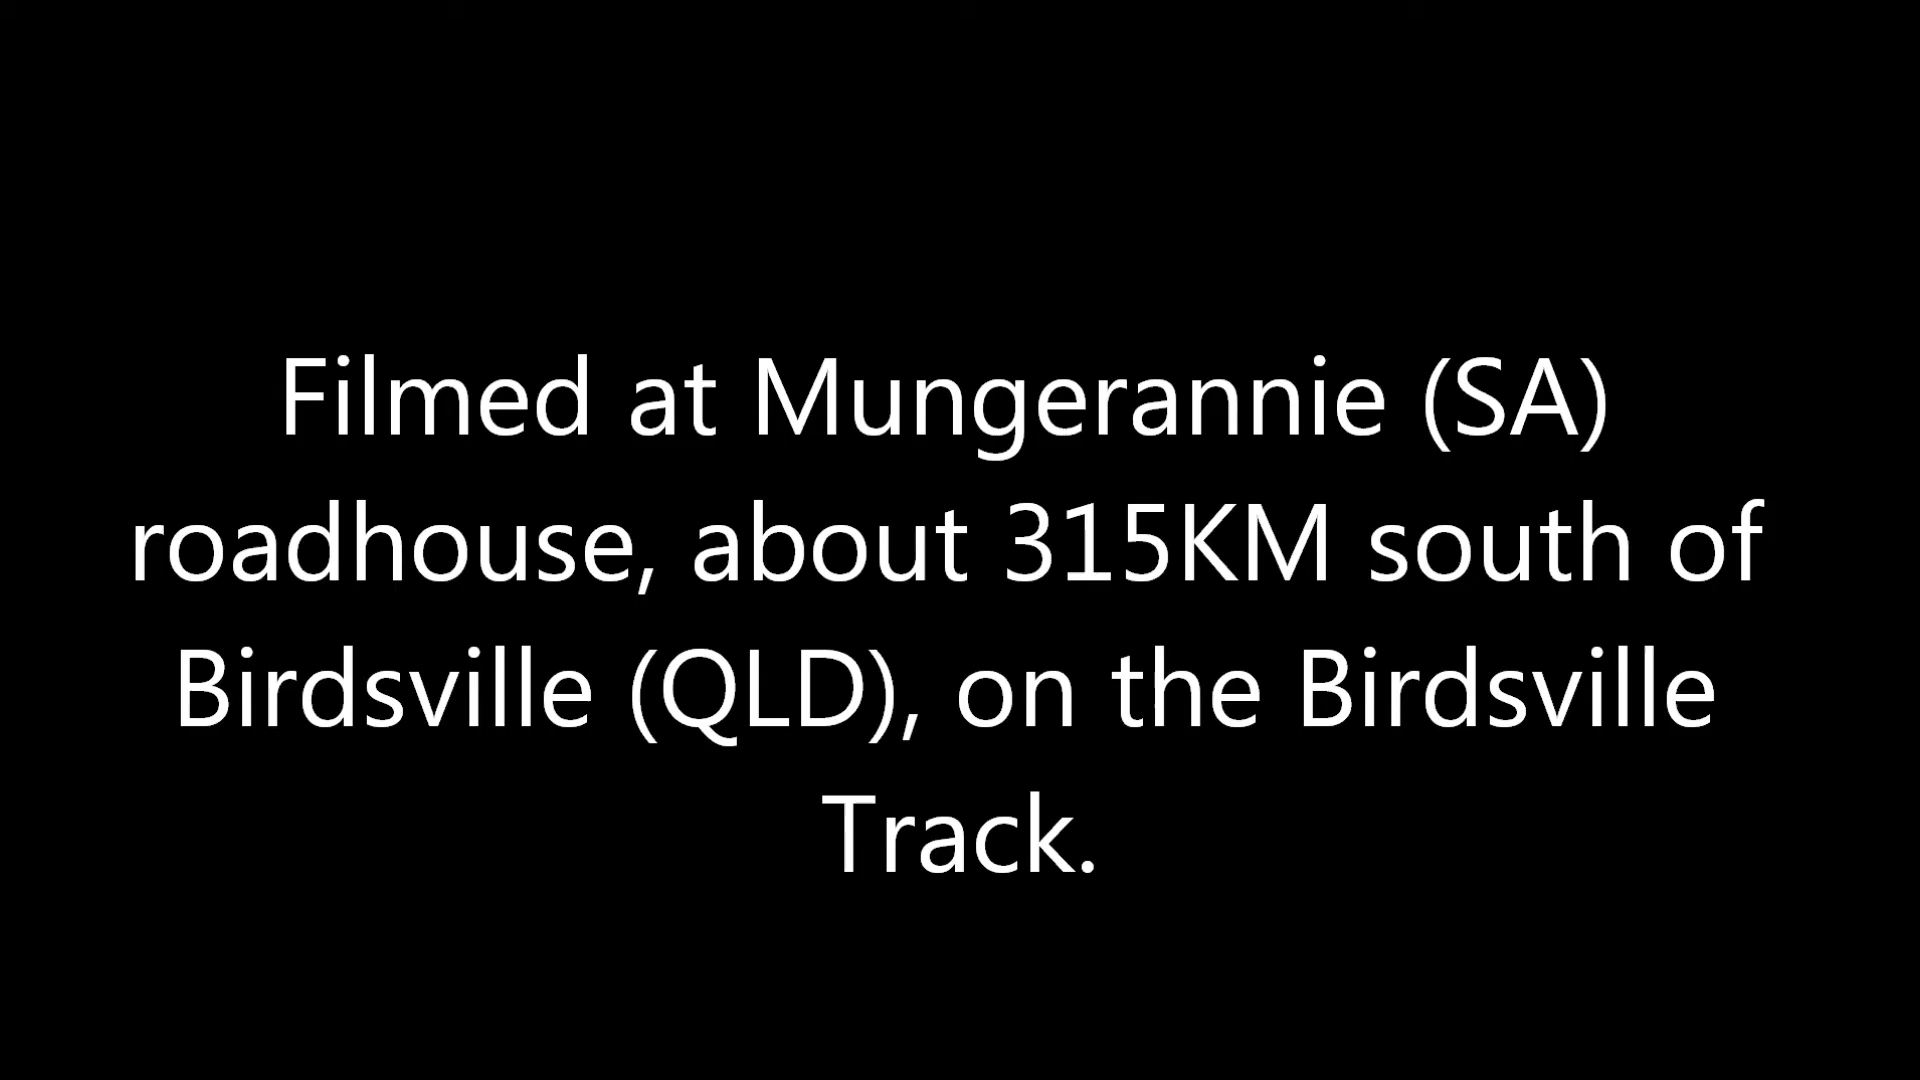 Filmed at Mungerannie (SA)
roadhouse, about 315KM south of
Birdsville (QLD), on the Birdsville
Track.